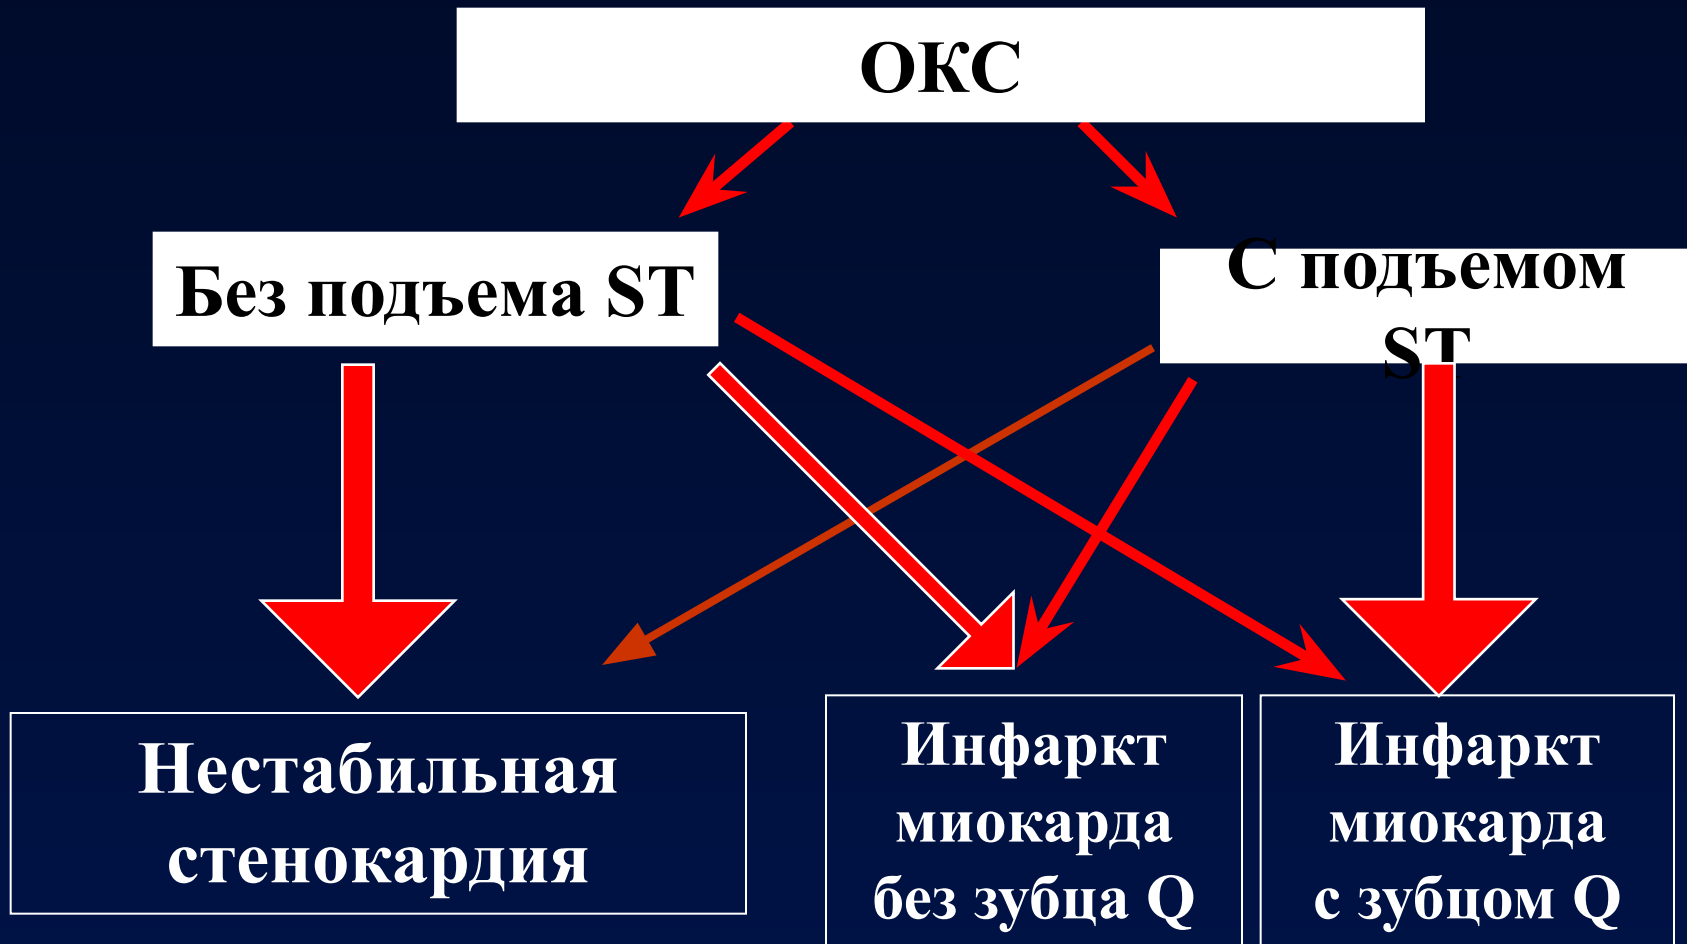 ОКС
Без подъема ST
С подъемом
ST
Нестабильная
стенокардия
Инфаркт
миокарда
без зубца Q
Инфаркт
миокарда
с зубцом Q